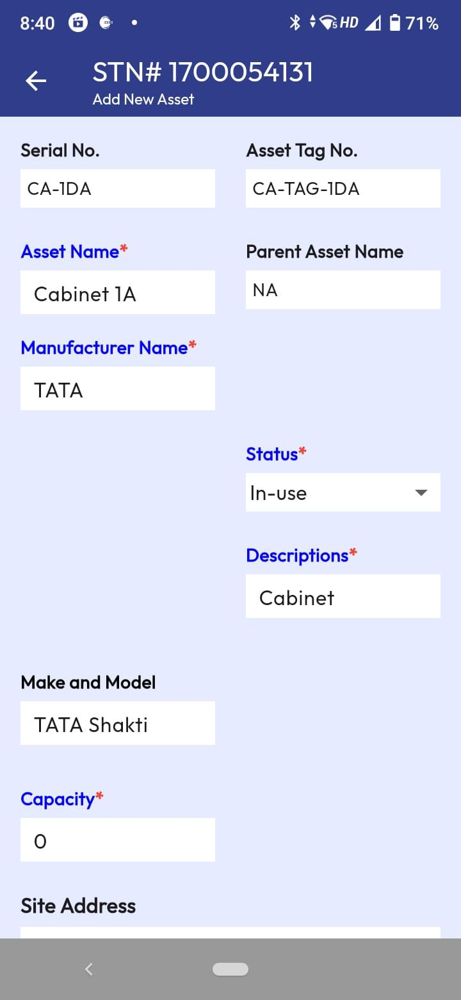 8:40 HD 71%
STN# 1700054131
Add New Asset
Serial No. Asset Tag No.
CA-1DA CA-TAG-1DA
Asset Name* Parent Asset Name
Cabinet 1A NA
Manufacturer Name*
TATA
Status*
In-use
Descriptions*
Cabinet
Make and Model
TATA Shakti
Capacity*
0
Site Address